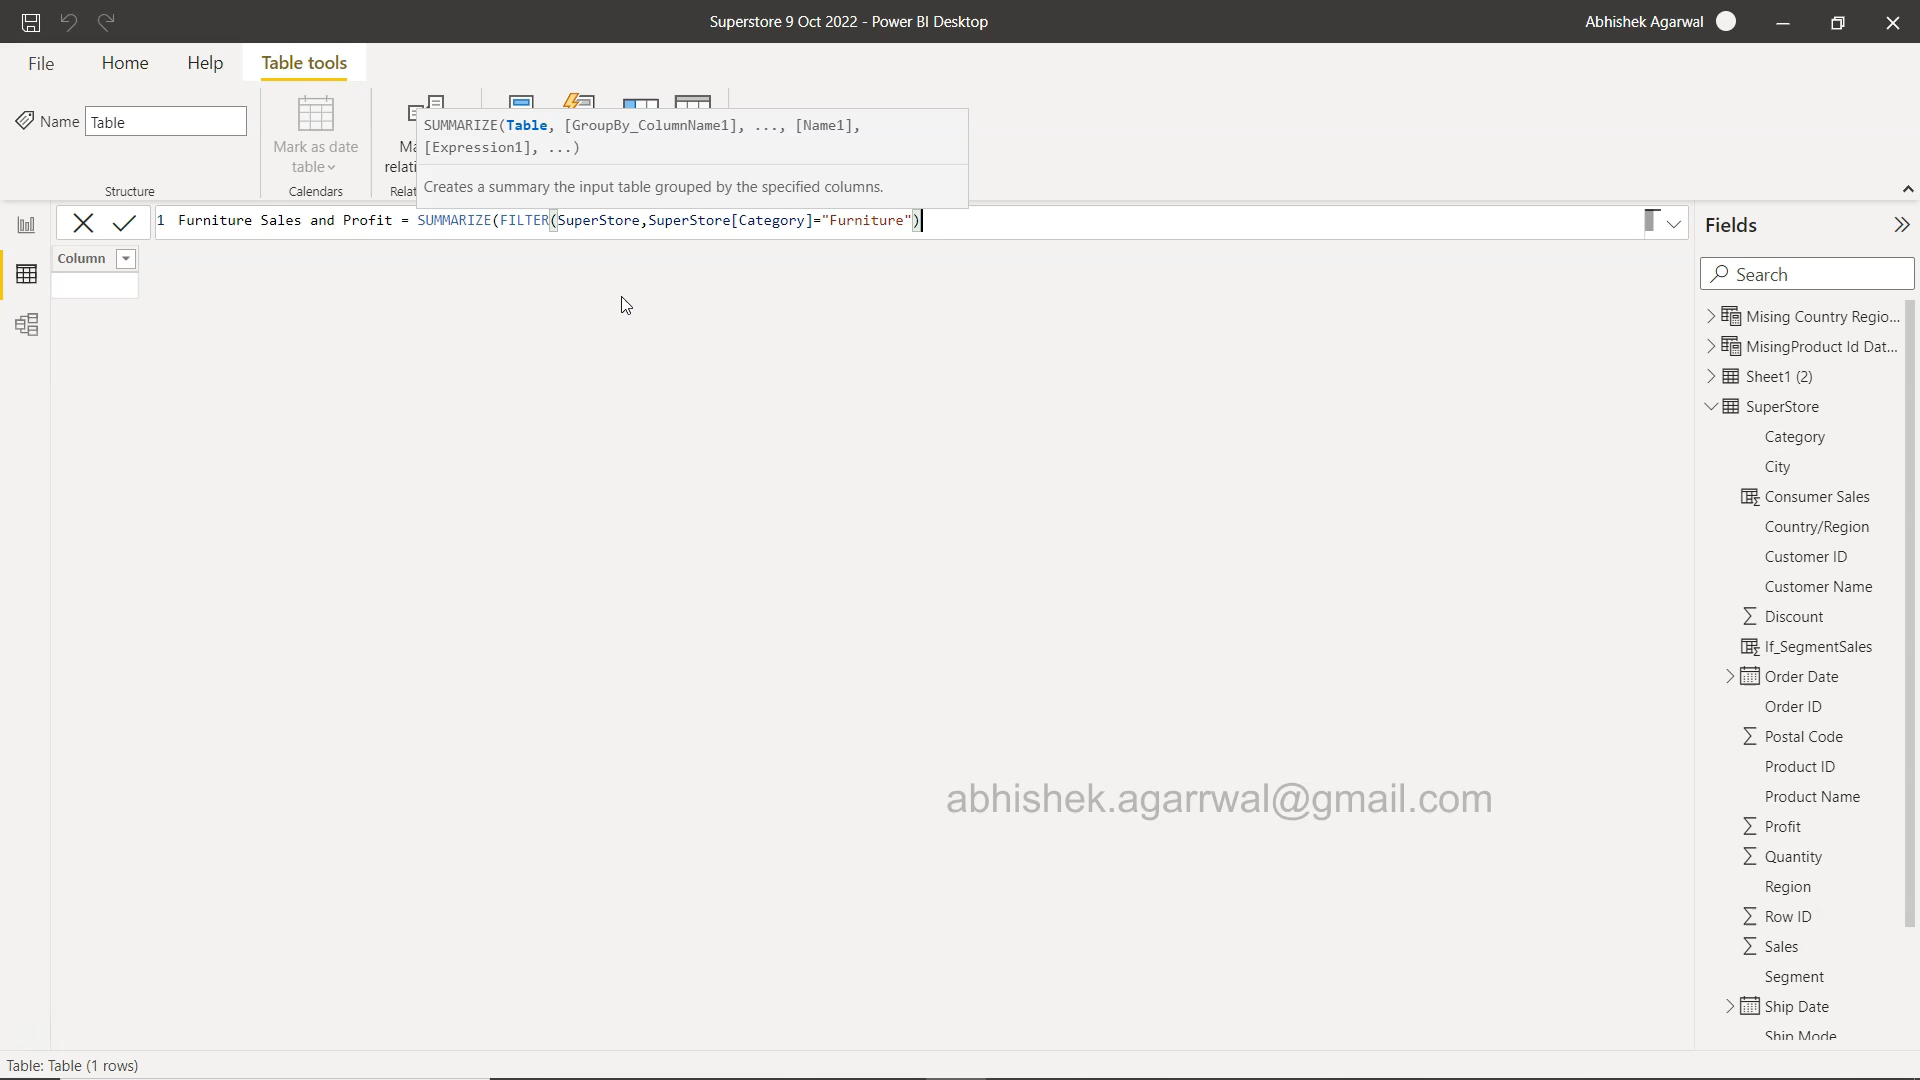 Superstore 9 Oct 2022 - Power BI Desktop
Abhishek Agarwal
File
Home
Help
Table tools
Name
Table
Structure
Mark as date
table
Calendars
SUMMARIZE(Table, [GroupBy_ColumnName1], ..., [Name1],
[Expression1], ...)
Creates a summary the input table grouped by the specified columns.
1 Furniture Sales and Profit = SUMMARIZE(FILTER(SuperStore,SuperStore[Category]="Furniture")
Column
Fields
Search
Mising Country Regio...
MisingProduct Id Dat...
Sheet1 (2)
SuperStore
Category
City
Consumer Sales
Country/Region
Customer ID
Customer Name
Discount
If_SegmentSales
Order Date
Order ID
Postal Code
Product ID
Product Name
Profit
Quantity
Region
Row ID
Sales
Segment
Ship Date
Ship Mode
abhishek.agarrwal@gmail.com
Table: Table (1 rows)